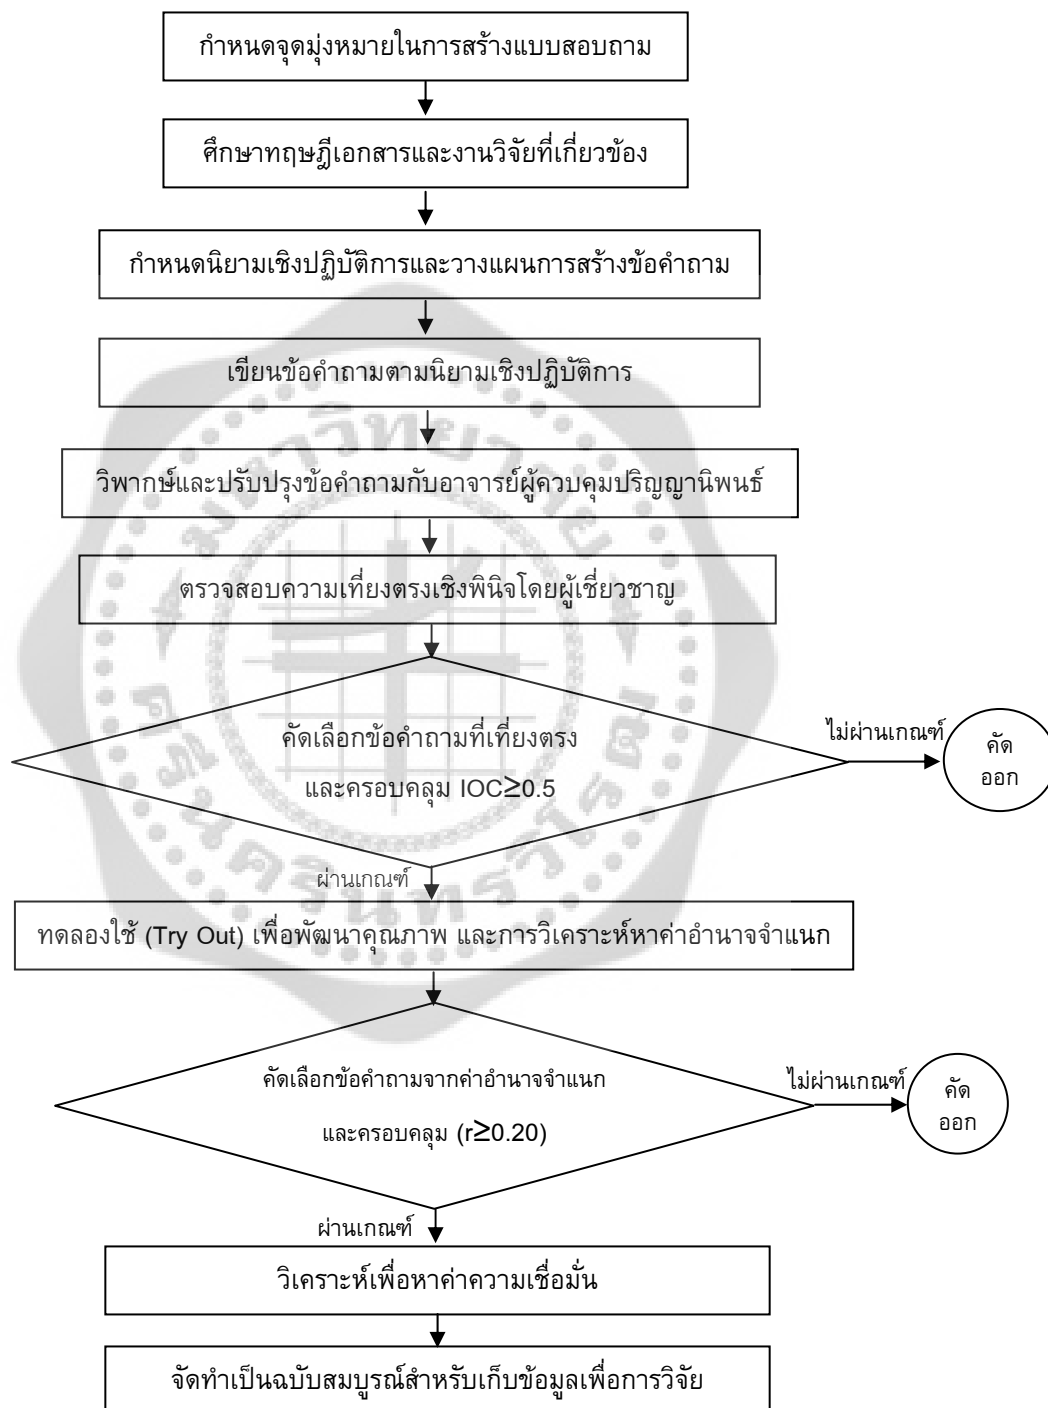 กำหนดจุดมุ่งหมายในการสร้างแบบสอบถาม
ศึกษาทฤษฎีเอกสารและงานวิจัยที่เกี่ยวข้อง
กำหนดนิยามเชิงปฏิบัติการและวางแผนการสร้างข้อคำถาม
เขียนข้อคำถามตามนิยามเชิงปฏิบัติการ
วิพากษ์และปรับปรุงข้อคำถามกับอาจารย์ผู้ควบคุมปริญญานิพนธ์
ตรวจสอบความเที่ยงตรงเชิงพินิจโดยผู้เชี่ยวชาญ
คัดเลือกข้อคำถามที่เที่ยงตรง
และครอบคลุม IOC≥0.5
ไม่ผ่านเกณฑ์
คัด
ออก
ผ่านเกณฑ์
ทดลองใช้ (Try Out) เพื่อพัฒนาคุณภาพ และการวิเคราะห์หาค่าอำนาจจำแนก
คัดเลือกข้อคำถามจากค่าอำนาจจำแนก
และครอบคลุม (r≥0.20)
ไม่ผ่านเกณฑ์
คัด
ออก
ผ่านเกณฑ์
วิเคราะห์เพื่อหาค่าความเชื่อมั่น
จัดทำเป็นฉบับสมบูรณ์สำหรับเก็บข้อมูลเพื่อการวิจัย
มหาวิทยาลัย
ศรีนครินทรวิโรฒ